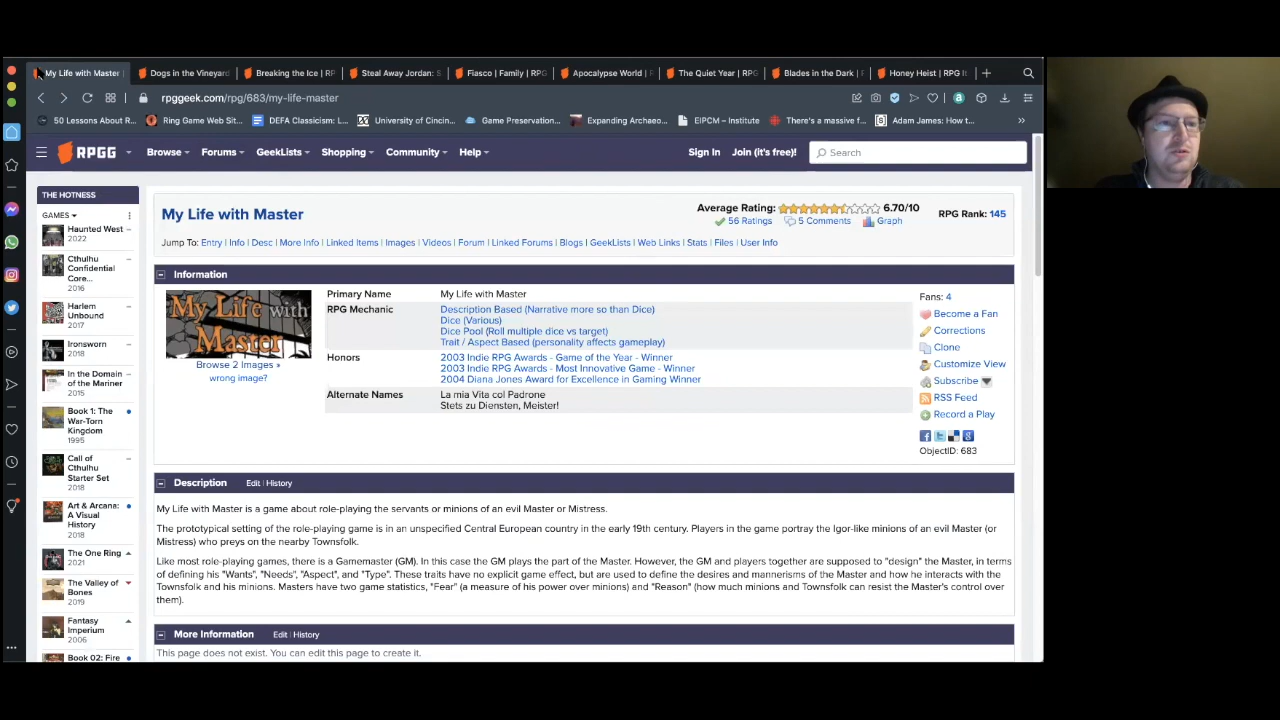 My Life with Master |
Dogs in the Vineyard
Breaking the Ice | RP
Steal Away Jordan: S
Fiasco | Family | RPG
Apocalypse World | R
The Quiet Year | RPG
Blades in the Dark | F
Honey Heist | RPG It
rpggeek.com/rpg/683/my-life-master
50 Lessons About R...
Ring Game Web Sit...
DEFA Classicism: I...
University of Cincin...
Game Preservation...
Expanding Archaeo...
EIPCM – Institute
There's a massive f...
Adam James: How t...
RPGG
Browse
Forums
GeekLists
Shopping
Community
Help
Sign In
Join (it's free!)
Search
THE HOTNESS
GAMES
Haunted West
2022
Cthulhu
Confidential
Core...
2016
Harlem
Unbound
2017
Ironsworn
2018
In the Domain
of the Mariner
2015
Book 1: The
War-Torn
Kingdom
1995
Call of
Cthulhu
Starter Set
2018
Art & Arcana:
A Visual
History
2018
The One Ring
2021
The Valley of
Bones
2019
Fantasy
Imperium
2006
Book 02: Fire
My Life with Master
Average Rating:
6.70/10
56 Ratings
5 Comments
Graph
RPG Rank: 145
Jump To: Entry | Info | Desc | More Info | Linked Items | Images | Videos | Forum | Linked Forums | Blogs | GeekLists | Web Links | Stats | Files | User Info
Information
My Life with
Master
Browse 2 Images »
wrong image?
Primary Name My Life with Master
RPG Mechanic Description Based (Narrative more so than Dice)
Dice (Various)
Dice Pool (Roll multiple dice vs target)
Trait / Aspect Based (personality affects gameplay)
Honors 2003 Indie RPG Awards - Game of the Year - Winner
2003 Indie RPG Awards - Most Innovative Game - Winner
2004 Diana Jones Award for Excellence in Gaming Winner
Alternate Names La mia Vita col Padrone
Stets zu Diensten, Meister!
Fans: 4
Become a Fan
Corrections
Clone
Customize View
Subscribe
RSS Feed
Record a Play
ObjectID: 683
Description Edit | History
My Life with Master is a game about role-playing the servants or minions of an evil Master or Mistress.
The prototypical setting of the role-playing game is in an unspecified Central European country in the early 19th century. Players in the game portray the Igor-like minions of an evil Master (or
Mistress) who preys on the nearby Townsfolk.
Like most role-playing games, there is a Gamemaster (GM). In this case the GM plays the part of the Master. However, the GM and players together are supposed to "design" the Master, in terms
of defining his "Wants", "Needs", "Aspect", and "Type". These traits have no explicit game effect, but are used to define the desires and mannerisms of the Master and how he interacts with the
Townsfolk and his minions. Masters have two game statistics, "Fear" (a measure of his power over minions) and "Reason" (how much minions and Townsfolk can resist the Master's control over
them).
More Information Edit | History
This page does not exist. You can edit this page to create it.